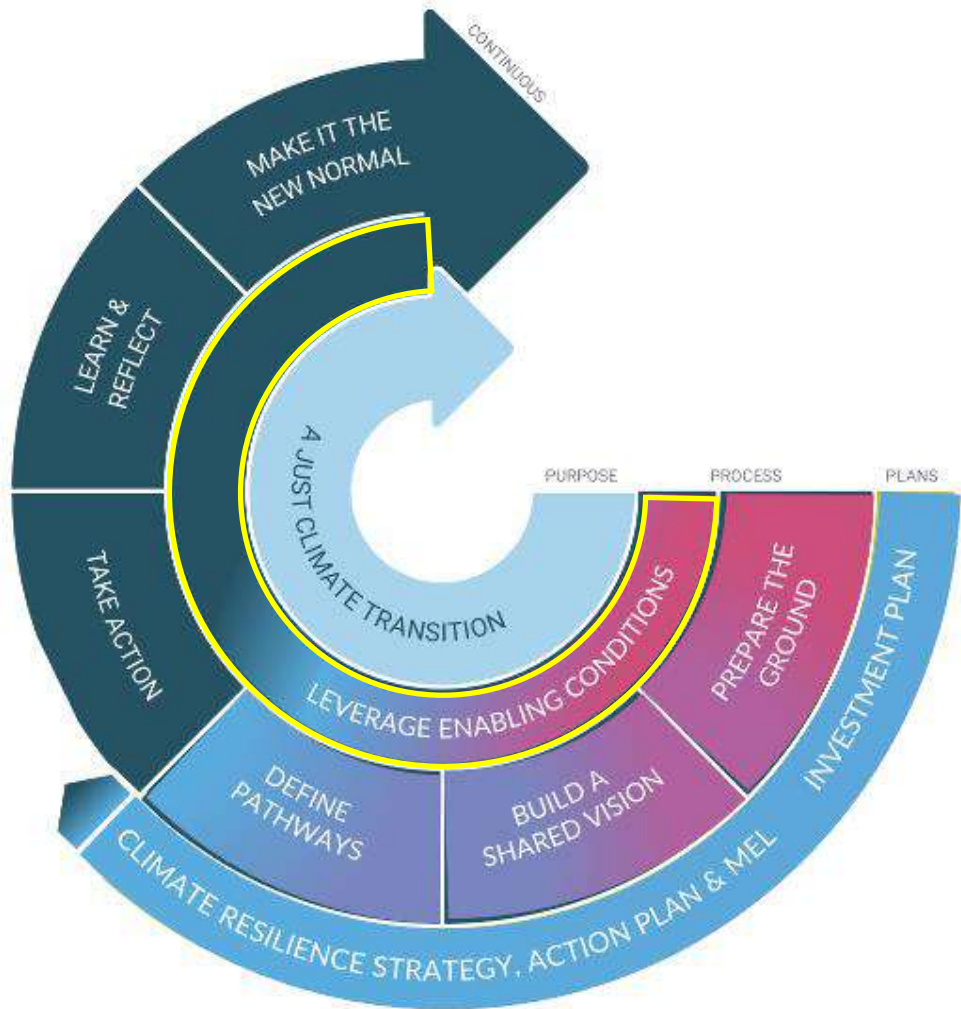 CONTINUOUS
MAKE IT THE
NEW NORMAL
LEARN &
REFLECT
TAKE ACTION
A JUST CLIMATE TRANSITION
PURPOSE
PROCESS
PLANS
LEVERAGE ENABLING CONDITIONS
PREPARE THE
GROUND
BUILD A
SHARED VISION
DEFINE
PATHWAYS
INVESTMENT PLAN
CLIMATE RESILIENCE STRATEGY, ACTION PLAN & MEL